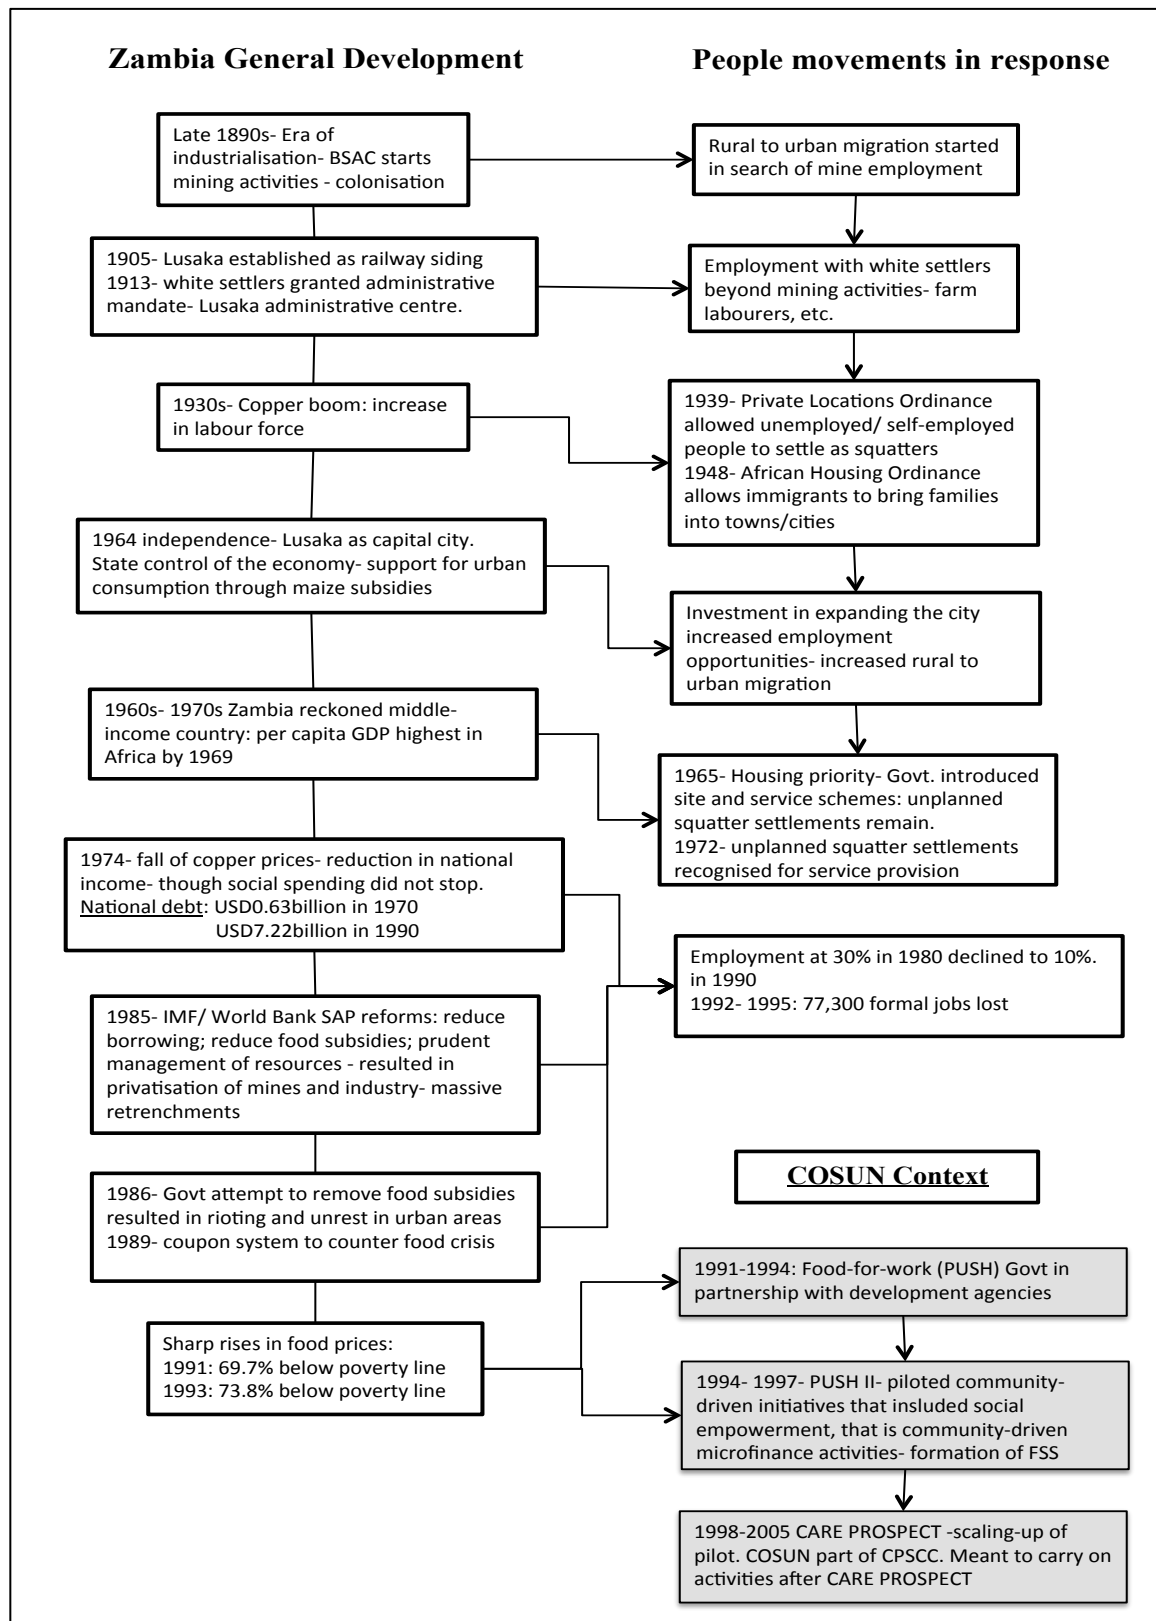 Zambia General Development
People movements in response
Late 1890s- Era of
industrialisation- BSAC starts
mining activities - colonisation
Rural to urban migration started
in search of mine employment
1905- Lusaka established as railway siding
1913- white settlers granted administrative
mandate- Lusaka administrative centre.
Employment with white settlers
beyond mining activities- farm
labourers, etc.
1930s- Copper boom: increase
in labour force
1939- Private Locations Ordinance
allowed unemployed/ self-employed
people to settle as squatters
1948- African Housing Ordinance
allows immigrants to bring families
into towns/cities
1964 independence- Lusaka as capital city.
State control of the economy- support for urban
consumption through maize subsidies
Investment in expanding the city
increased employment
opportunities- increased rural to
urban migration
1960s- 1970s Zambia reckoned middle-
income country: per capita GDP highest in
Africa by 1969
1965- Housing priority- Govt. introduced
site and service schemes: unplanned
squatter settlements remain.
1972- unplanned squatter settlements
recognised for service provision
1974- fall of copper prices- reduction in national
income- though social spending did not stop.
National debt: USD0.63billion in 1970
USD7.22billion in 1990
Employment at 30% in 1980 declined to 10%.
in 1990
1992- 1995: 77,300 formal jobs lost
1985- IMF/ World Bank SAP reforms: reduce
borrowing; reduce food subsidies; prudent
management of resources - resulted in
privatisation of mines and industry- massive
retrenchments
1986- Govt attempt to remove food subsidies
resulted in rioting and unrest in urban areas
1989- coupon system to counter food crisis
COSUN Context
1991-1994: Food-for-work (PUSH) Govt in
partnership with development agencies
Sharp rises in food prices:
1991: 69.7% below poverty line
1993: 73.8% below poverty line
1994- 1997- PUSH II- piloted community-
driven initiatives that included social
empowerment, that is community-driven
microfinance activities- formation of FSS
1998-2005 CARE PROSPECT -scaling-up of
pilot. COSUN part of CPSCC. Meant to carry on
activities after CARE PROSPECT